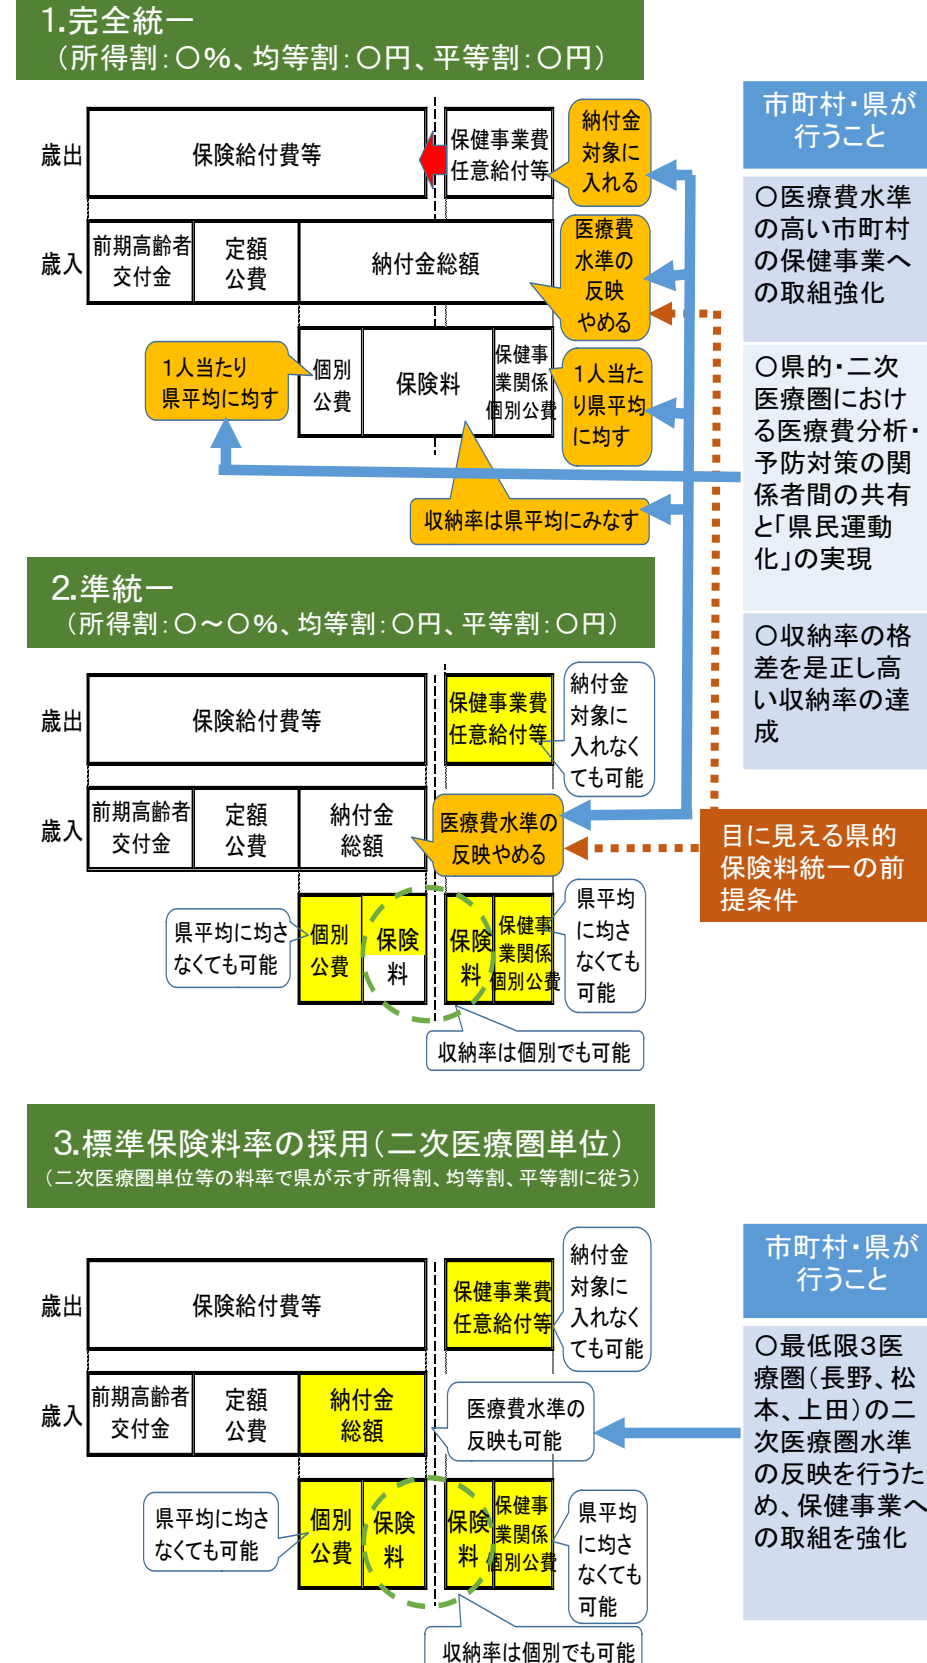 1.完全統一
（所得割：〇％、均等割：〇円、平等割：〇円）
歳出
保険給付費等
保健事業費
任意給付等
納付金
対象に
入れる
歳入
前期高齢者
交付金
定額
公費
納付金総額
医療費
水準の
反映
やめる
1人当たり
県平均に均す
個別
公費
保険料
保健事
業関係
個別公費
1人当た
り県平均
に均す
収納率は県平均にみなす
市町村・県が
行うこと
〇医療費水準
の高い市町村
の保健事業へ
の取組強化
〇県的・二次
医療圏におけ
る医療費分析・
予防対策の関
係者間の共有
と「県民運動
化」の実現
〇収納率の格
差を是正し高
い収納率の達
成
目に見える県的
保険料統一の前
提条件
2.準統一
（所得割：〇～〇％、均等割：〇円、平等割：〇円）
歳出
保険給付費等
保健事業費
任意給付等
納付金
対象に
入れなく
ても可能
歳入
前期高齢者
交付金
定額
公費
納付金
総額
医療費水準の
反映やめる
県平均に均さ
なくても可能
個別
公費
保険
料
保険
料
保健事
業関係
個別公費
県平均
に均さ
なくても
可能
収納率は個別でも可能
3.標準保険料率の採用（二次医療圏単位）
（二次医療圏単位等の料率で県が示す所得割、均等割、平等割に従う）
歳出
保険給付費等
保健事業費
任意給付等
納付金
対象に
入れなく
ても可能
歳入
前期高齢者
交付金
定額
公費
納付金
総額
医療費水準の
反映も可能
県平均に均さ
なくても可能
個別
公費
保険
料
保険
料
保健事
業関係
個別公費
県平均
に均さ
なくても
可能
収納率は個別でも可能
市町村・県が
行うこと
〇最低限3医
療圏（長野、松
本、上田）の二
次医療圏水準
の反映を行うた
め、保健事業へ
の取組を強化